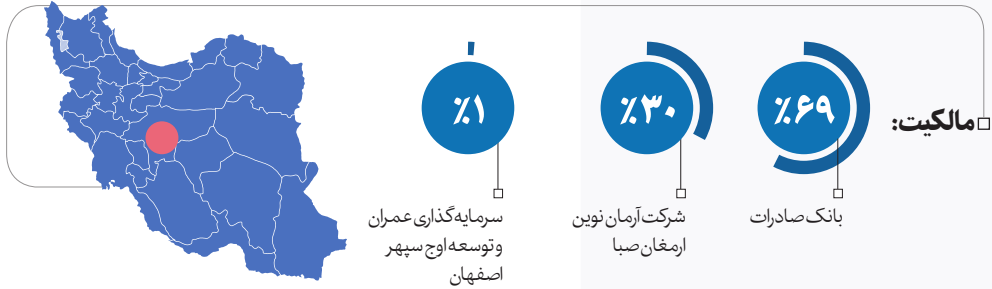 مالکیت:
٪۶۹
بانک صادرات
٪۳۰
شرکت آرمان نوین
ارمغان صبا
٪۱
سرمایه‌گذاری عمران
و توسعه اوج سپهر
اصفهان